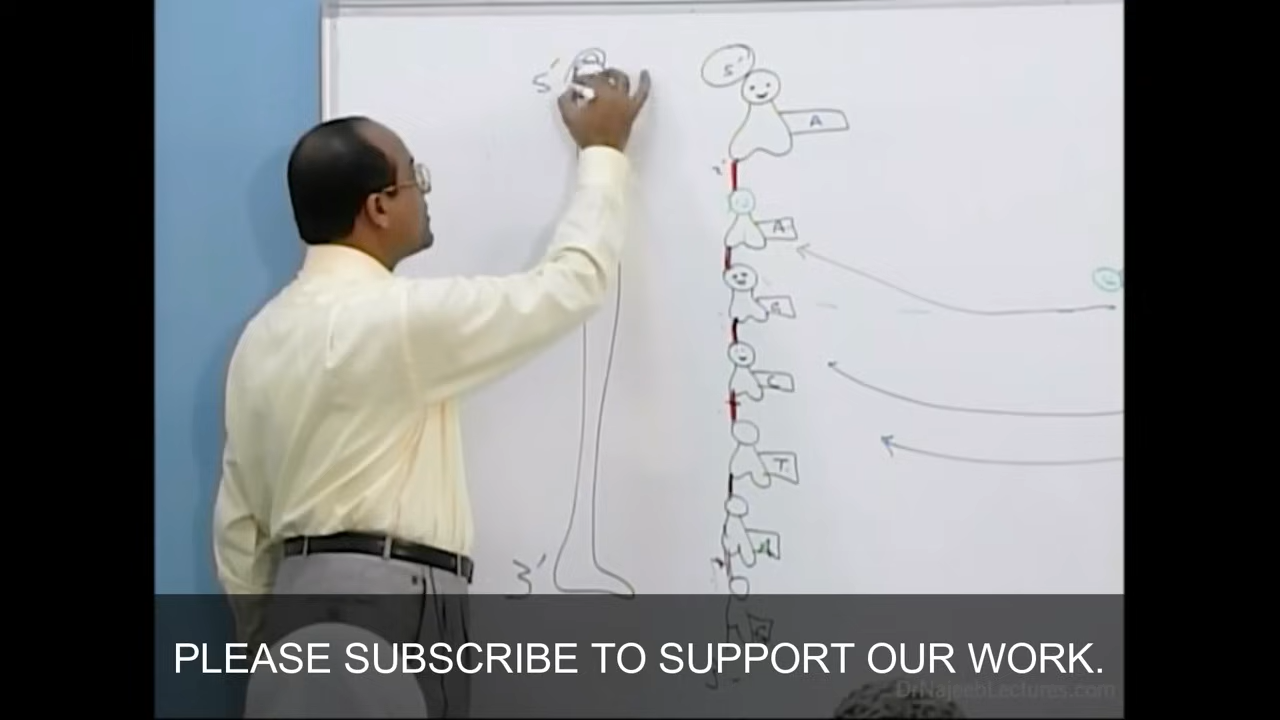 5'
5'
A
A
G
C
T
3'
PLEASE SUBSCRIBE TO SUPPORT OUR WORK.
DrNajeebLectures.com